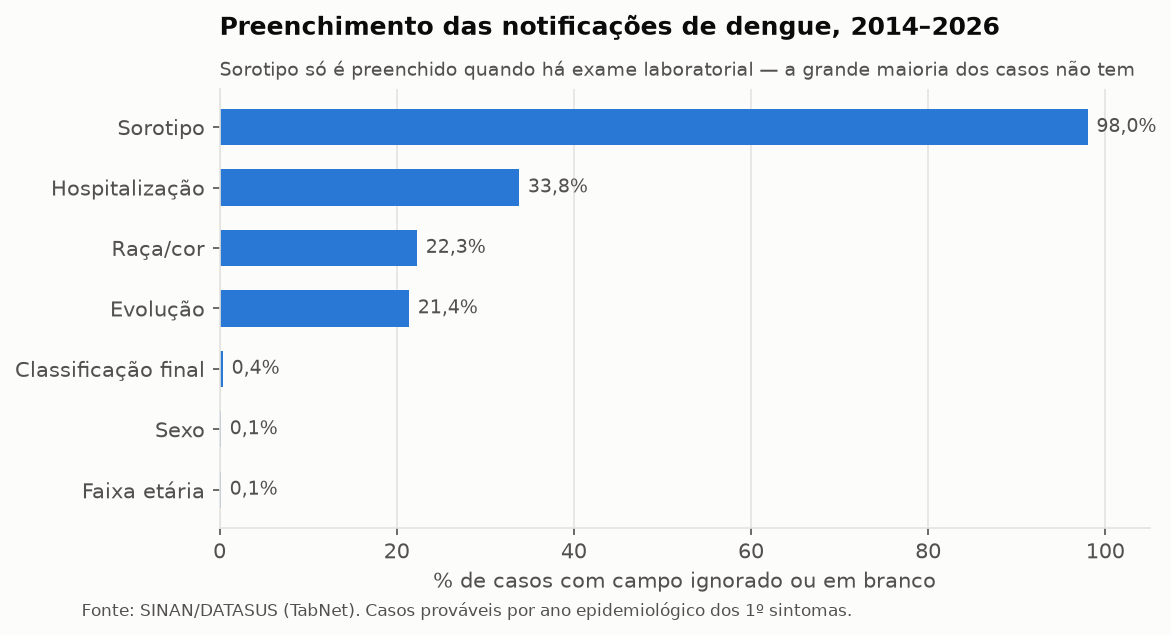 Preenchimento das notificações de dengue, 2014–2026
Sorotipo só é preenchido quando há exame laboratorial — a grande maioria dos casos não tem
Sorotipo 98,0%
Hospitalização 33,8%
Raça/cor 22,3%
Evolução 21,4%
Classificação final 0,4%
Sexo 0,1%
Faixa etária 0,1%
0 20 40 60 80 100
% de casos com campo ignorado ou em branco
Fonte: SINAN/DATASUS (TabNet). Casos prováveis por ano epidemiológico dos 1º sintomas.